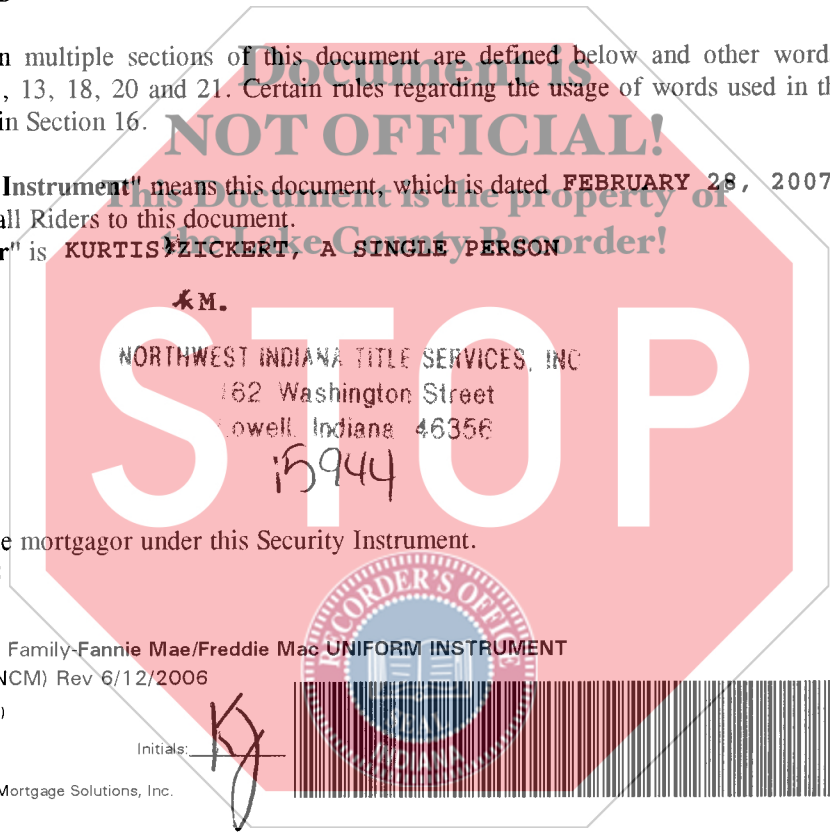 n multiple sections of this document are defined below and other word
, 13, 18, 20 and 21. Certain rules regarding the usage of words used in th
in Section 16.
Document is
NOT OFFICIAL!
This Document is the property of
the Lake County Recorder!
Instrument" means this document, which is dated FEBRUARY 28, 2007
all Riders to this document.
r" is KURTIS ZICKERT, A SINGLE PERSON
M.
STOP
NORTHWEST INDIANA TITLE SERVICES, INC
162 Washington Street
Lowell Indiana 46356
15944
e mortgagor under this Security Instrument.
RECORDER'S OFFICE
SEAL
INDIANA
Family-Fannie Mae/Freddie Mac UNIFORM INSTRUMENT
NCM) Rev 6/12/2006
)
Initials:
Mortgage Solutions, Inc.